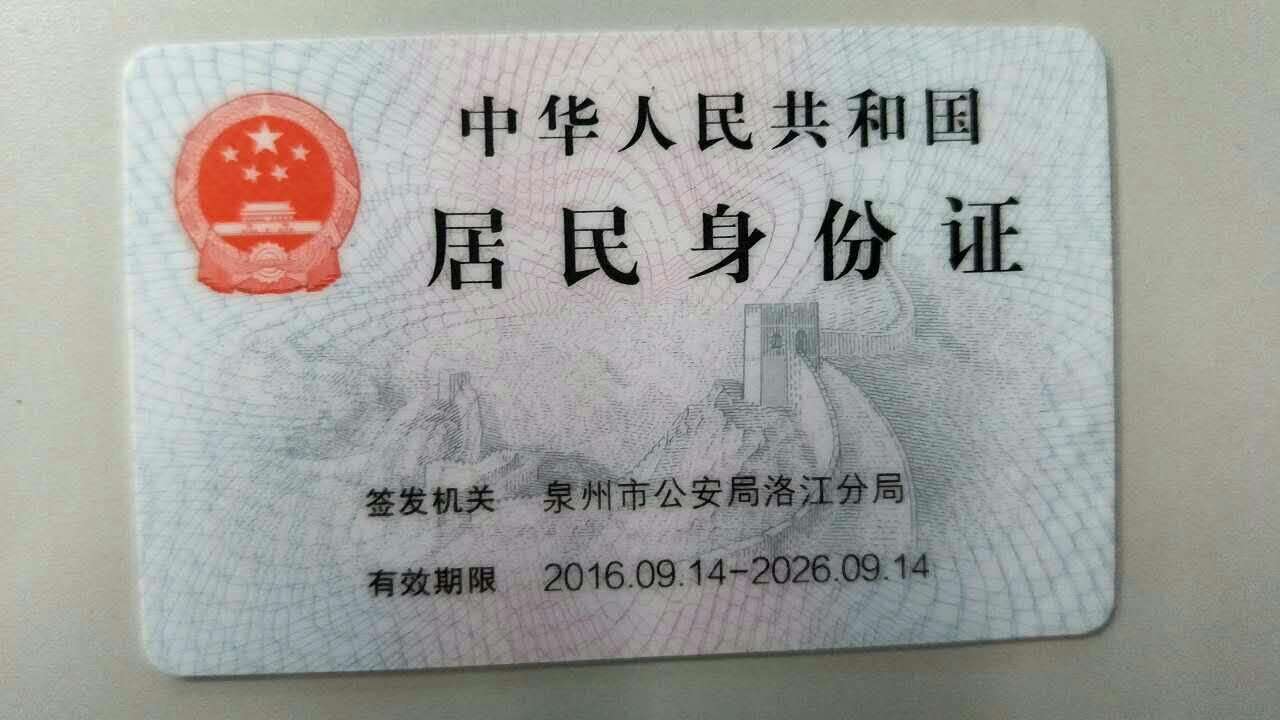 中华人民共和国
居民身份证
签发机关 泉州市公安局洛江分局
有效期限 2016.09.14-2026.09.14